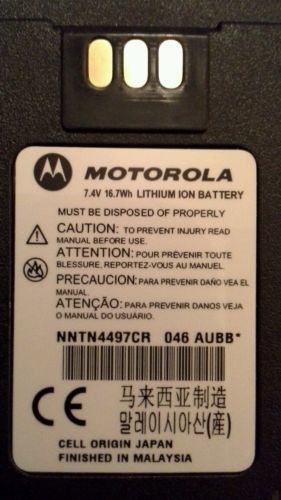 MOTOROLA
7.4V 16.7Wh LITHIUM ION BATTERY
MUST BE DISPOSED OF PROPERLY
CAUTION: TO PREVENT INJURY READ
MANUAL BEFORE USE.
ATTENTION: POUR PRÉVENIR TOUTE
BLESSURE, REPORTEZ-VOUS AU MANUEL.
PRECAUCION: PARA PREVENIR DAÑO VEA
EL MANUAL.
ATENÇÃO: PARA PREVENIR DANOS VEJA
O MANUAL DO USUÁRIO.
NNTN4497CR 046 AUBB*
CE
马来西亚制造
말레이시아산(産)
CELL ORIGIN JAPAN
FINISHED IN MALAYSIA